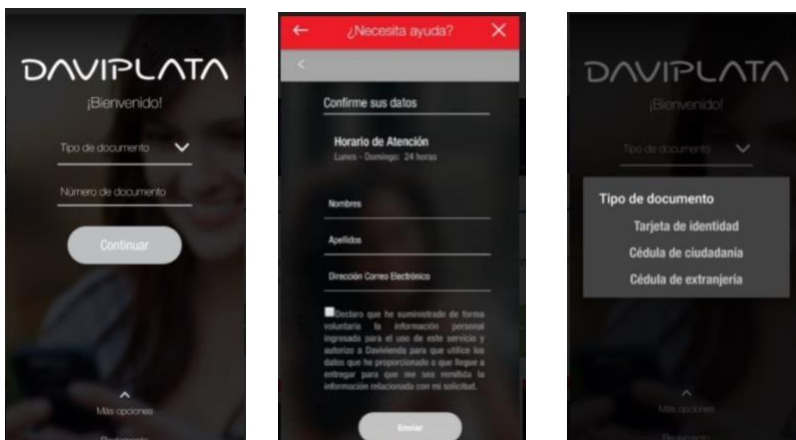 DAVIPLATA
¡Bienvenido!
Tipo de documento
Número de documento
Continuar
Más opciones
¿Necesita ayuda?
Confirme sus datos
Horario de Atención
Lunes - Domingo: 24 horas
Nombres
Apellidos
Dirección Correo Electrónico
Declaro que he suministrado de forma
voluntaria la información personal
ingresada para el uso de este servicio y
autorizo a Davivienda para que utilice los
datos que he proporcionado o que llegue a
entregar para que me sea remitida la
información relacionada con mi solicitud.
Enviar
DAVIPLATA
¡Bienvenido!
Tipo de documento
Tipo de documento
Tarjeta de identidad
Cédula de ciudadanía
Cédula de extranjería
Más opciones